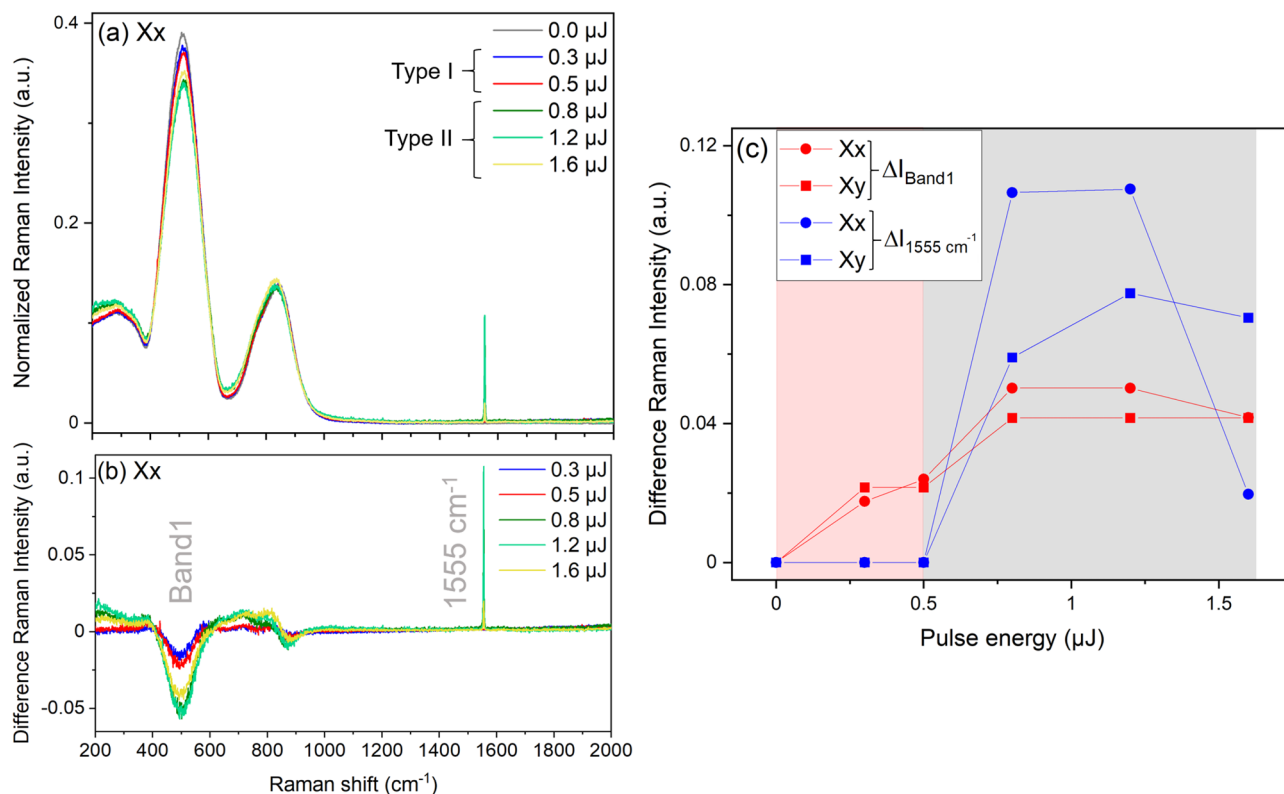 (a) Xx
0.0 µJ
0.3 µJ
0.5 µJ
0.8 µJ
1.2 µJ
1.6 µJ
Type I
Type II
0.4
0.2
0
Normalized Raman Intensity (a.u.)
(b) Xx
0.3 µJ
0.5 µJ
0.8 µJ
1.2 µJ
1.6 µJ
Band1
1555 cm⁻¹
0.1
0.05
0
-0.05
Difference Raman Intensity (a.u.)
200 400 600 800 1000 1200 1400 1600 1800 2000
Raman shift (cm⁻¹)
(c)
Xx
Xy
ΔI Band1
Xx
Xy
ΔI 1555 cm⁻¹
0.12
0.08
0.04
0
Difference Raman Intensity (a.u.)
0 0.5 1 1.5
Pulse energy (µJ)